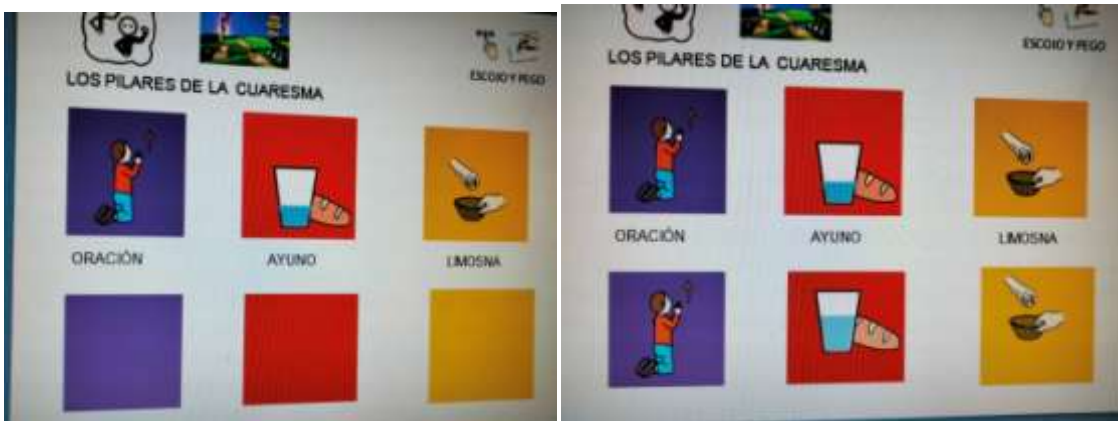 ESCOJO Y PEGO
LOS PILARES DE LA CUARESMA
ORACIÓN AYUNO LIMOSNA
ESCOJO Y PEGO
LOS PILARES DE LA CUARESMA
ORACIÓN AYUNO LIMOSNA